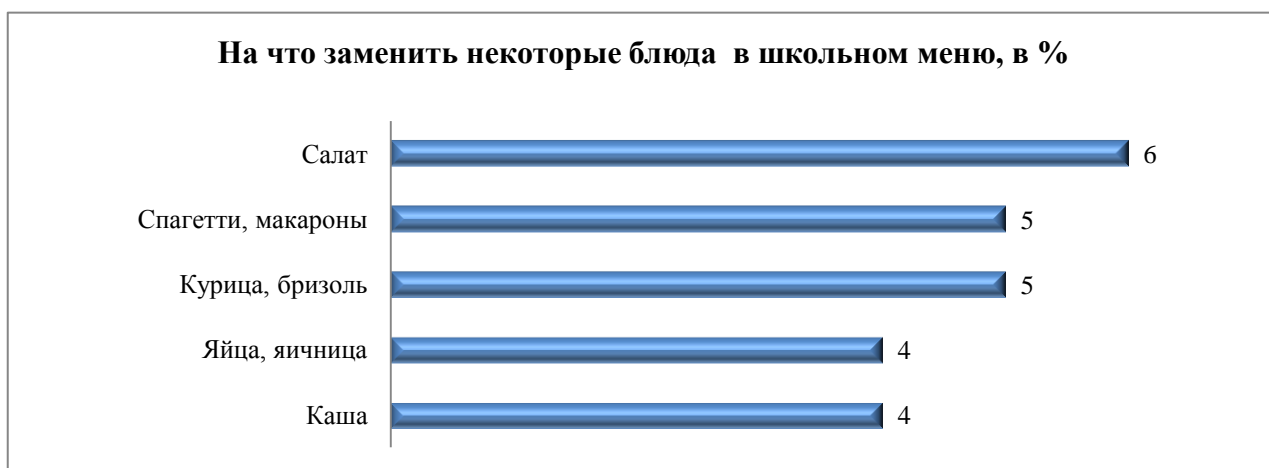 На что заменить некоторые блюда в школьном меню, в %
Салат 6
Спагетти, макароны 5
Курица, бризоль 5
Яйца, яичница 4
Каша 4